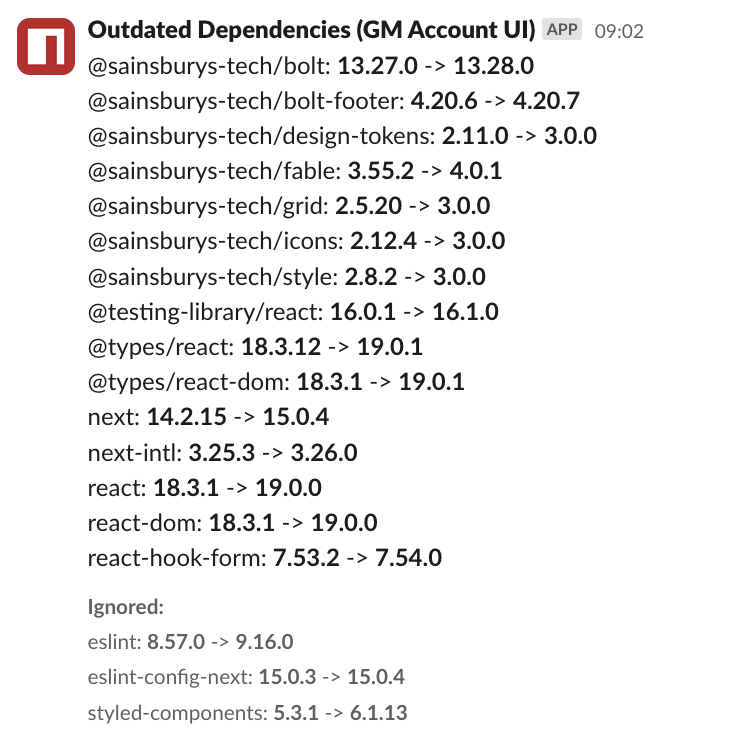 Outdated Dependencies (GM Account UI) APP 09:02
@sainsburys-tech/bolt: 13.27.0 -> 13.28.0
@sainsburys-tech/bolt-footer: 4.20.6 -> 4.20.7
@sainsburys-tech/design-tokens: 2.11.0 -> 3.0.0
@sainsburys-tech/fable: 3.55.2 -> 4.0.1
@sainsburys-tech/grid: 2.5.20 -> 3.0.0
@sainsburys-tech/icons: 2.12.4 -> 3.0.0
@sainsburys-tech/style: 2.8.2 -> 3.0.0
@testing-library/react: 16.0.1 -> 16.1.0
@types/react: 18.3.12 -> 19.0.1
@types/react-dom: 18.3.1 -> 19.0.1
next: 14.2.15 -> 15.0.4
next-intl: 3.25.3 -> 3.26.0
react: 18.3.1 -> 19.0.0
react-dom: 18.3.1 -> 19.0.0
react-hook-form: 7.53.2 -> 7.54.0
Ignored:
eslint: 8.57.0 -> 9.16.0
eslint-config-next: 15.0.3 -> 15.0.4
styled-components: 5.3.1 -> 6.1.13